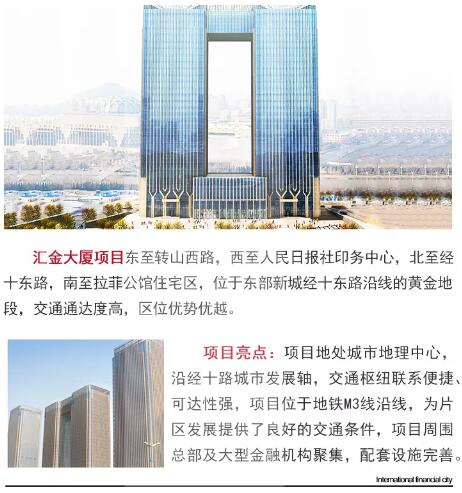 汇金大厦项目东至转山西路，西至人民日报社印务中心，北至经
十东路，南至拉菲公馆住宅区，位于东部新城经十东路沿线的黄金地
段，交通通达度高，区位优势优越。
项目亮点：项目地处城市地理中心，
沿经十路城市发展轴，交通枢纽联系便捷、
可达性强，项目位于地铁M3线沿线，为片
区发展提供了良好的交通条件，项目周围
总部及大型金融机构聚集，配套设施完善。
International financial city